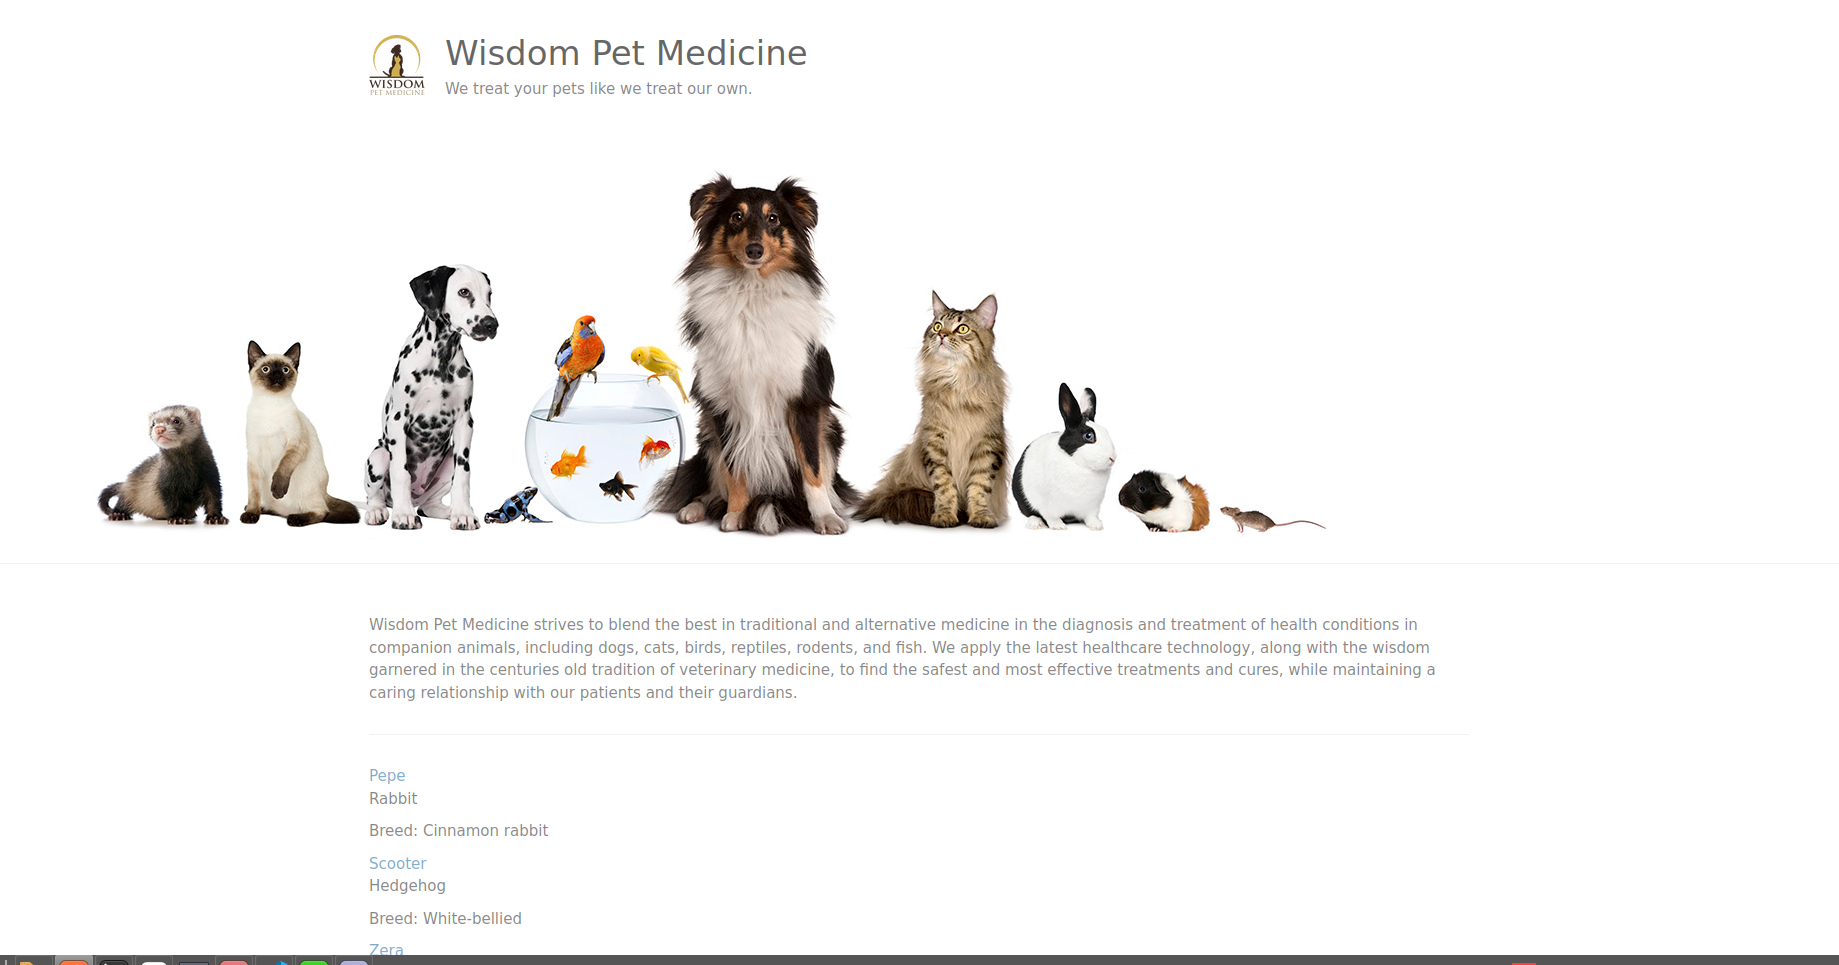 WISDOM
PET MEDICINE
Wisdom Pet Medicine
We treat your pets like we treat our own.
Wisdom Pet Medicine strives to blend the best in traditional and alternative medicine in the diagnosis and treatment of health conditions in
companion animals, including dogs, cats, birds, reptiles, rodents, and fish. We apply the latest healthcare technology, along with the wisdom
garnered in the centuries old tradition of veterinary medicine, to find the safest and most effective treatments and cures, while maintaining a
caring relationship with our patients and their guardians.
Pepe
Rabbit
Breed: Cinnamon rabbit
Scooter
Hedgehog
Breed: White-bellied
Zera